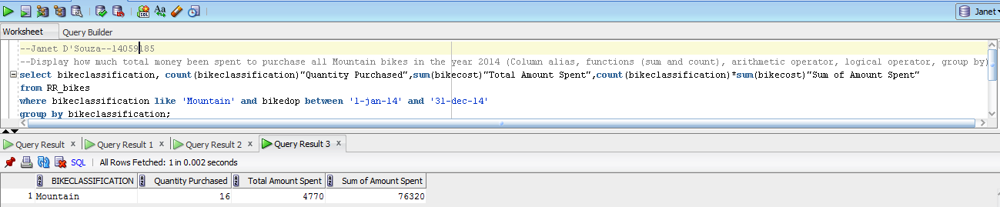 Janet
Worksheet Query Builder
--Janet D'Souza--14059185
--Display how much total money been spent to purchase all Mountain bikes in the year 2014 (Column alias, functions (sum and count), arithmetic operator, logical operator, group by)
select bikeclassification, count(bikeclassification)"Quantity Purchased",sum(bikecost)"Total Amount Spent",count(bikeclassification)*sum(bikecost)"Sum of Amount Spent"
from RR_bikes
where bikeclassification like 'Mountain' and bikedop between '1-jan-14' and '31-dec-14'
group by bikeclassification;
Query Result x Query Result 1 x Query Result 2 x Query Result 3 x
SQL | All Rows Fetched: 1 in 0.002 seconds
BIKECLASSIFICATION Quantity Purchased Total Amount Spent Sum of Amount Spent
1 Mountain 16 4770 76320